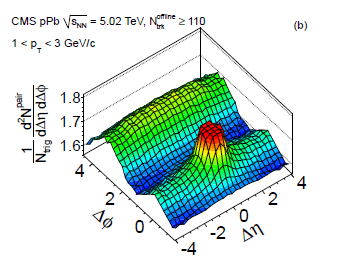 CMS pPb √s_NN = 5.02 TeV, N_trk^offline ≥ 110
(b)
1 < p_T < 3 GeV/c
1/N_trig d²N^pair/dΔη dΔφ
1.8
1.7
1.6
4
2
0
Δφ
-4
-2
0
2
4
Δη